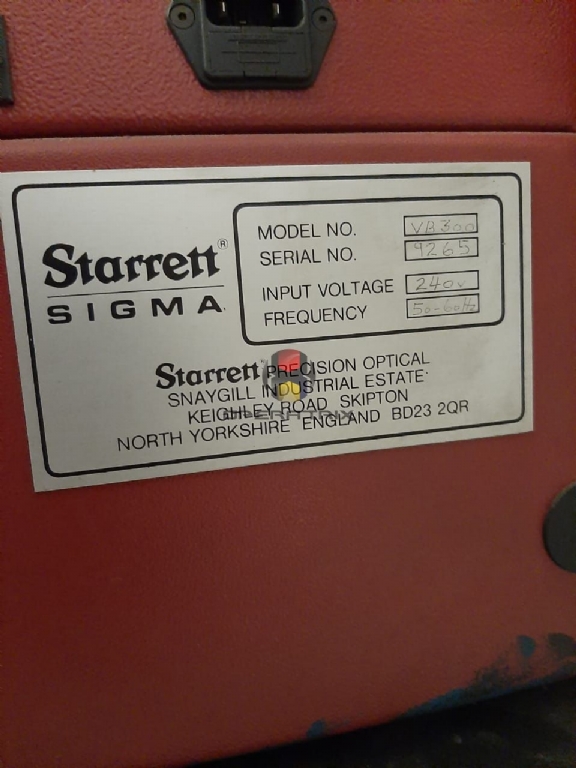 Starrett®
SIGMA
MODEL NO. VB300
SERIAL NO. 9265
INPUT VOLTAGE 240v
FREQUENCY 50-60Hz
Starrett® PRECISION OPTICAL
SNAYGILL INDUSTRIAL ESTATE
KEIGHLEY ROAD SKIPTON
NORTH YORKSHIRE ENGLAND BD23 2QR